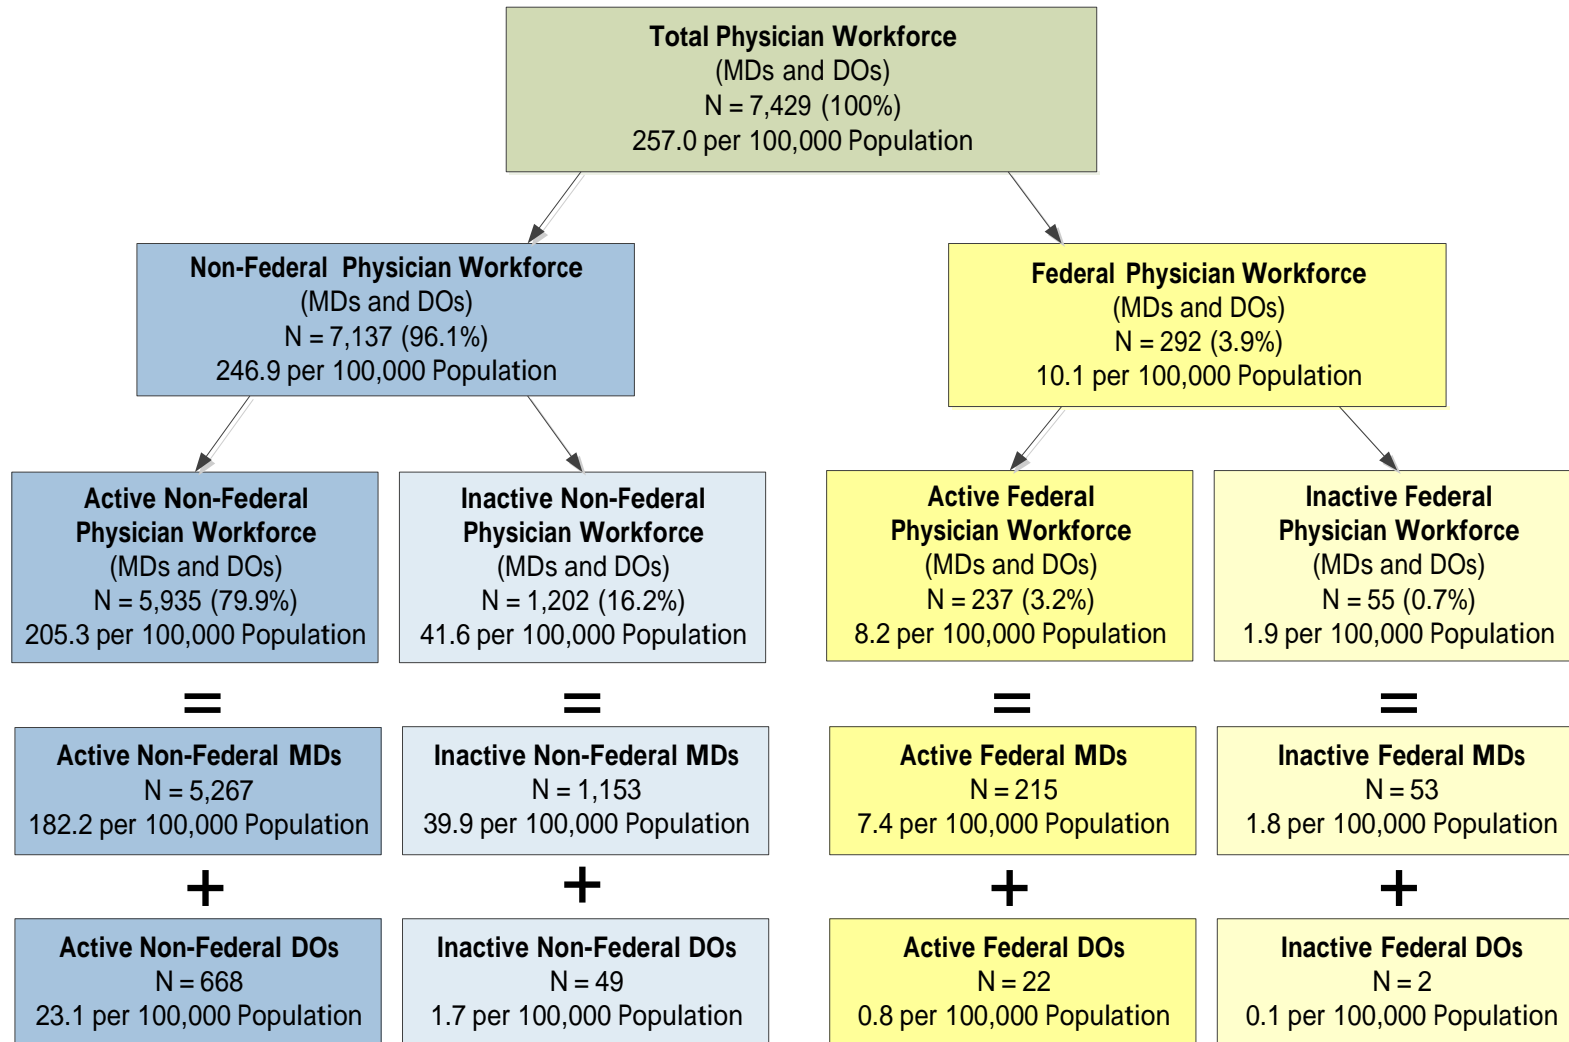 Total Physician Workforce
(MDs and DOs)
N = 7,429 (100%)
257.0 per 100,000 Population
Non-Federal Physician Workforce
(MDs and DOs)
N = 7,137 (96.1%)
246.9 per 100,000 Population
Federal Physician Workforce
(MDs and DOs)
N = 292 (3.9%)
10.1 per 100,000 Population
Active Non-Federal
Physician Workforce
(MDs and DOs)
N = 5,935 (79.9%)
205.3 per 100,000 Population
Inactive Non-Federal
Physician Workforce
(MDs and DOs)
N = 1,202 (16.2%)
41.6 per 100,000 Population
Active Federal
Physician Workforce
(MDs and DOs)
N = 237 (3.2%)
8.2 per 100,000 Population
Inactive Federal
Physician Workforce
(MDs and DOs)
N = 55 (0.7%)
1.9 per 100,000 Population
=
=
=
=
Active Non-Federal MDs
N = 5,267
182.2 per 100,000 Population
Inactive Non-Federal MDs
N = 1,153
39.9 per 100,000 Population
Active Federal MDs
N = 215
7.4 per 100,000 Population
Inactive Federal MDs
N = 53
1.8 per 100,000 Population
+
+
+
+
Active Non-Federal DOs
N = 668
23.1 per 100,000 Population
Inactive Non-Federal DOs
N = 49
1.7 per 100,000 Population
Active Federal DOs
N = 22
0.8 per 100,000 Population
Inactive Federal DOs
N = 2
0.1 per 100,000 Population